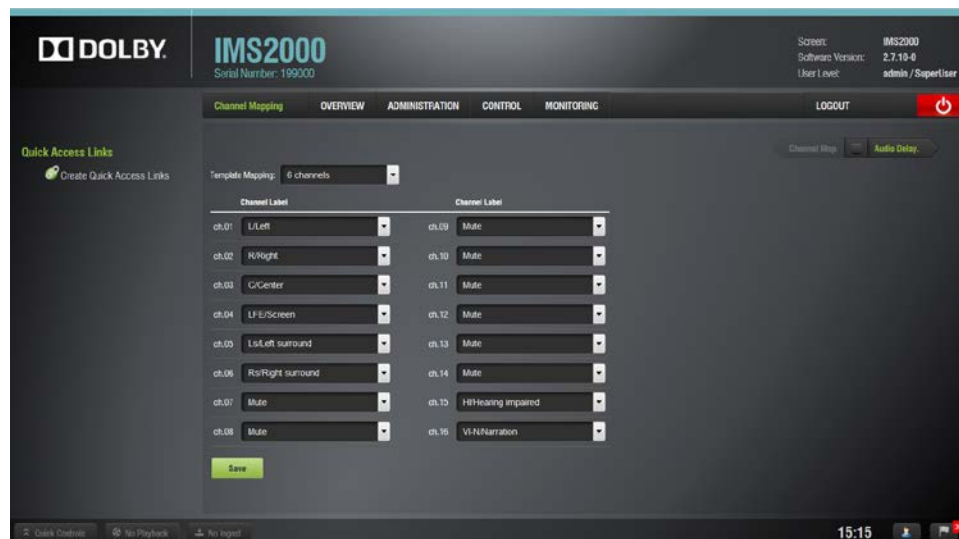 DOLBY.
IMS2000
Serial Number: 199000
Screen: IMS2000
Software Version: 2.7.10-0
User Level: admin / SuperUser
Channel Mapping OVERVIEW ADMINISTRATION CONTROL MONITORING LOGOUT
Channel Map Audio Delay.
Quick Access Links
Create Quick Access Links
Template Mapping: 6 channels
Channel Label Channel Label
ch.01 L/Left ch.09 Mute
ch.02 R/Right ch.10 Mute
ch.03 C/Center ch.11 Mute
ch.04 LFE/Screen ch.12 Mute
ch.05 Ls/Left surround ch.13 Mute
ch.06 Rs/Right surround ch.14 Mute
ch.07 Mute ch.15 HI/Hearing impaired
ch.08 Mute ch.16 VI-N/Narration
Save
Quick Controls No Playback No Ingest 15:15